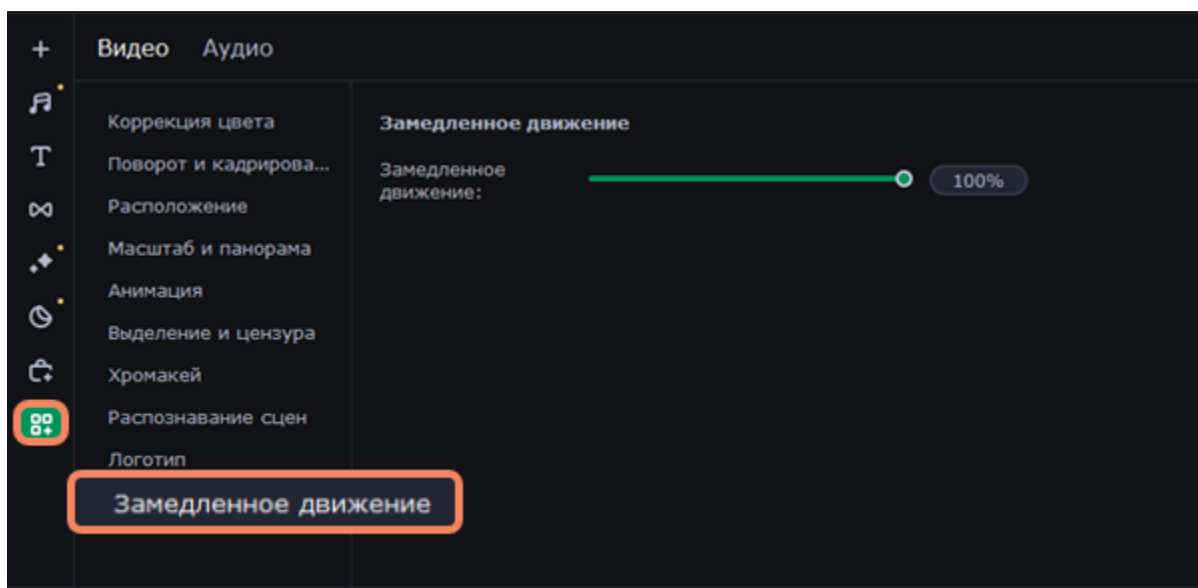 Видео Аудио
Коррекция цвета
Поворот и кадрирова...
Расположение
Масштаб и панорама
Анимация
Выделение и цензура
Хромакей
Распознавание сцен
Логотип
Замедленное движение
Замедленное движение
Замедленное
движение:
100%